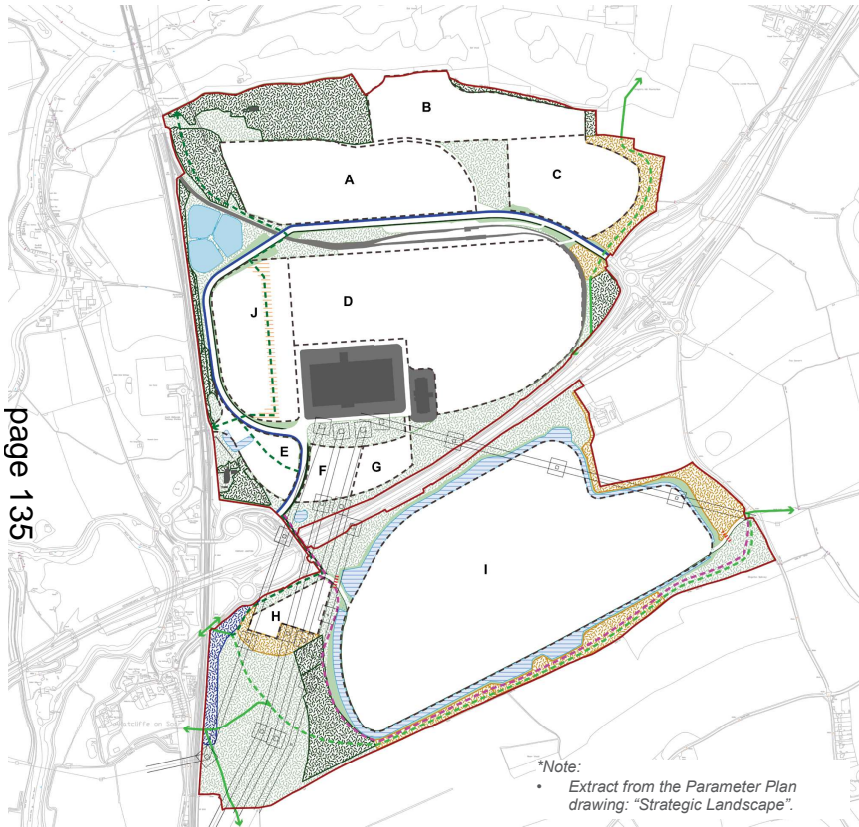 B
A
C
D
J
E
F
G
I
H
page 135
*Note:
• Extract from the Parameter Plan
drawing: “Strategic Landscape”.